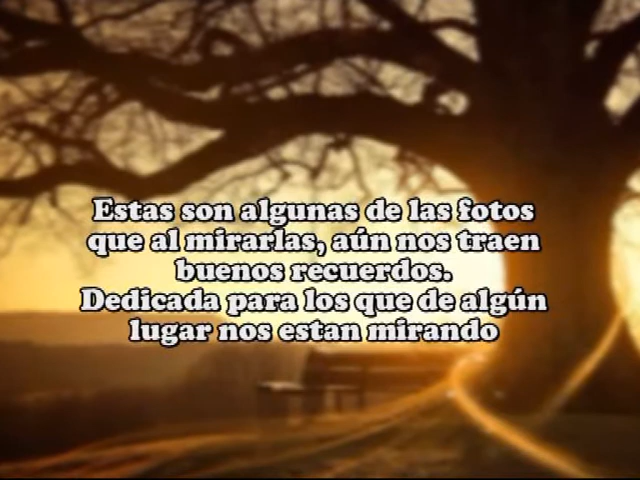 Estas son algunas de las fotos
que al mirarlas, aún nos traen
buenos recuerdos.
Dedicada para los que de algún
lugar nos estan mirando